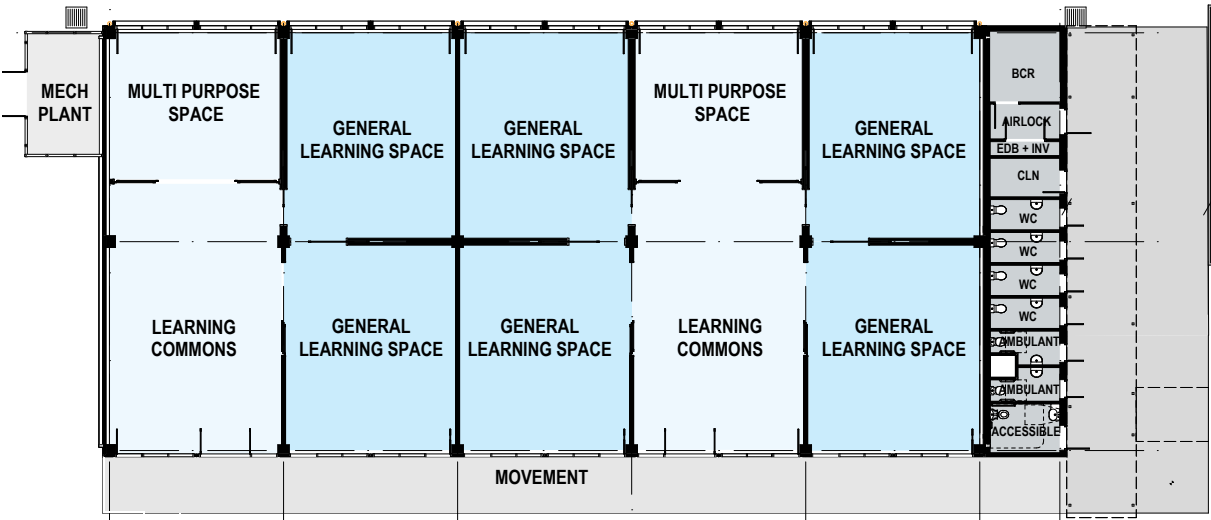 MECH
PLANT
MULTI PURPOSE
SPACE
GENERAL
LEARNING SPACE
GENERAL
LEARNING SPACE
MULTI PURPOSE
SPACE
GENERAL
LEARNING SPACE
BCR
AIRLOCK
EDB + INV
CLN
WC
WC
WC
WC
AMBULANT
AMBULANT
ACCESSIBLE
LEARNING
COMMONS
GENERAL
LEARNING SPACE
GENERAL
LEARNING SPACE
LEARNING
COMMONS
GENERAL
LEARNING SPACE
MOVEMENT